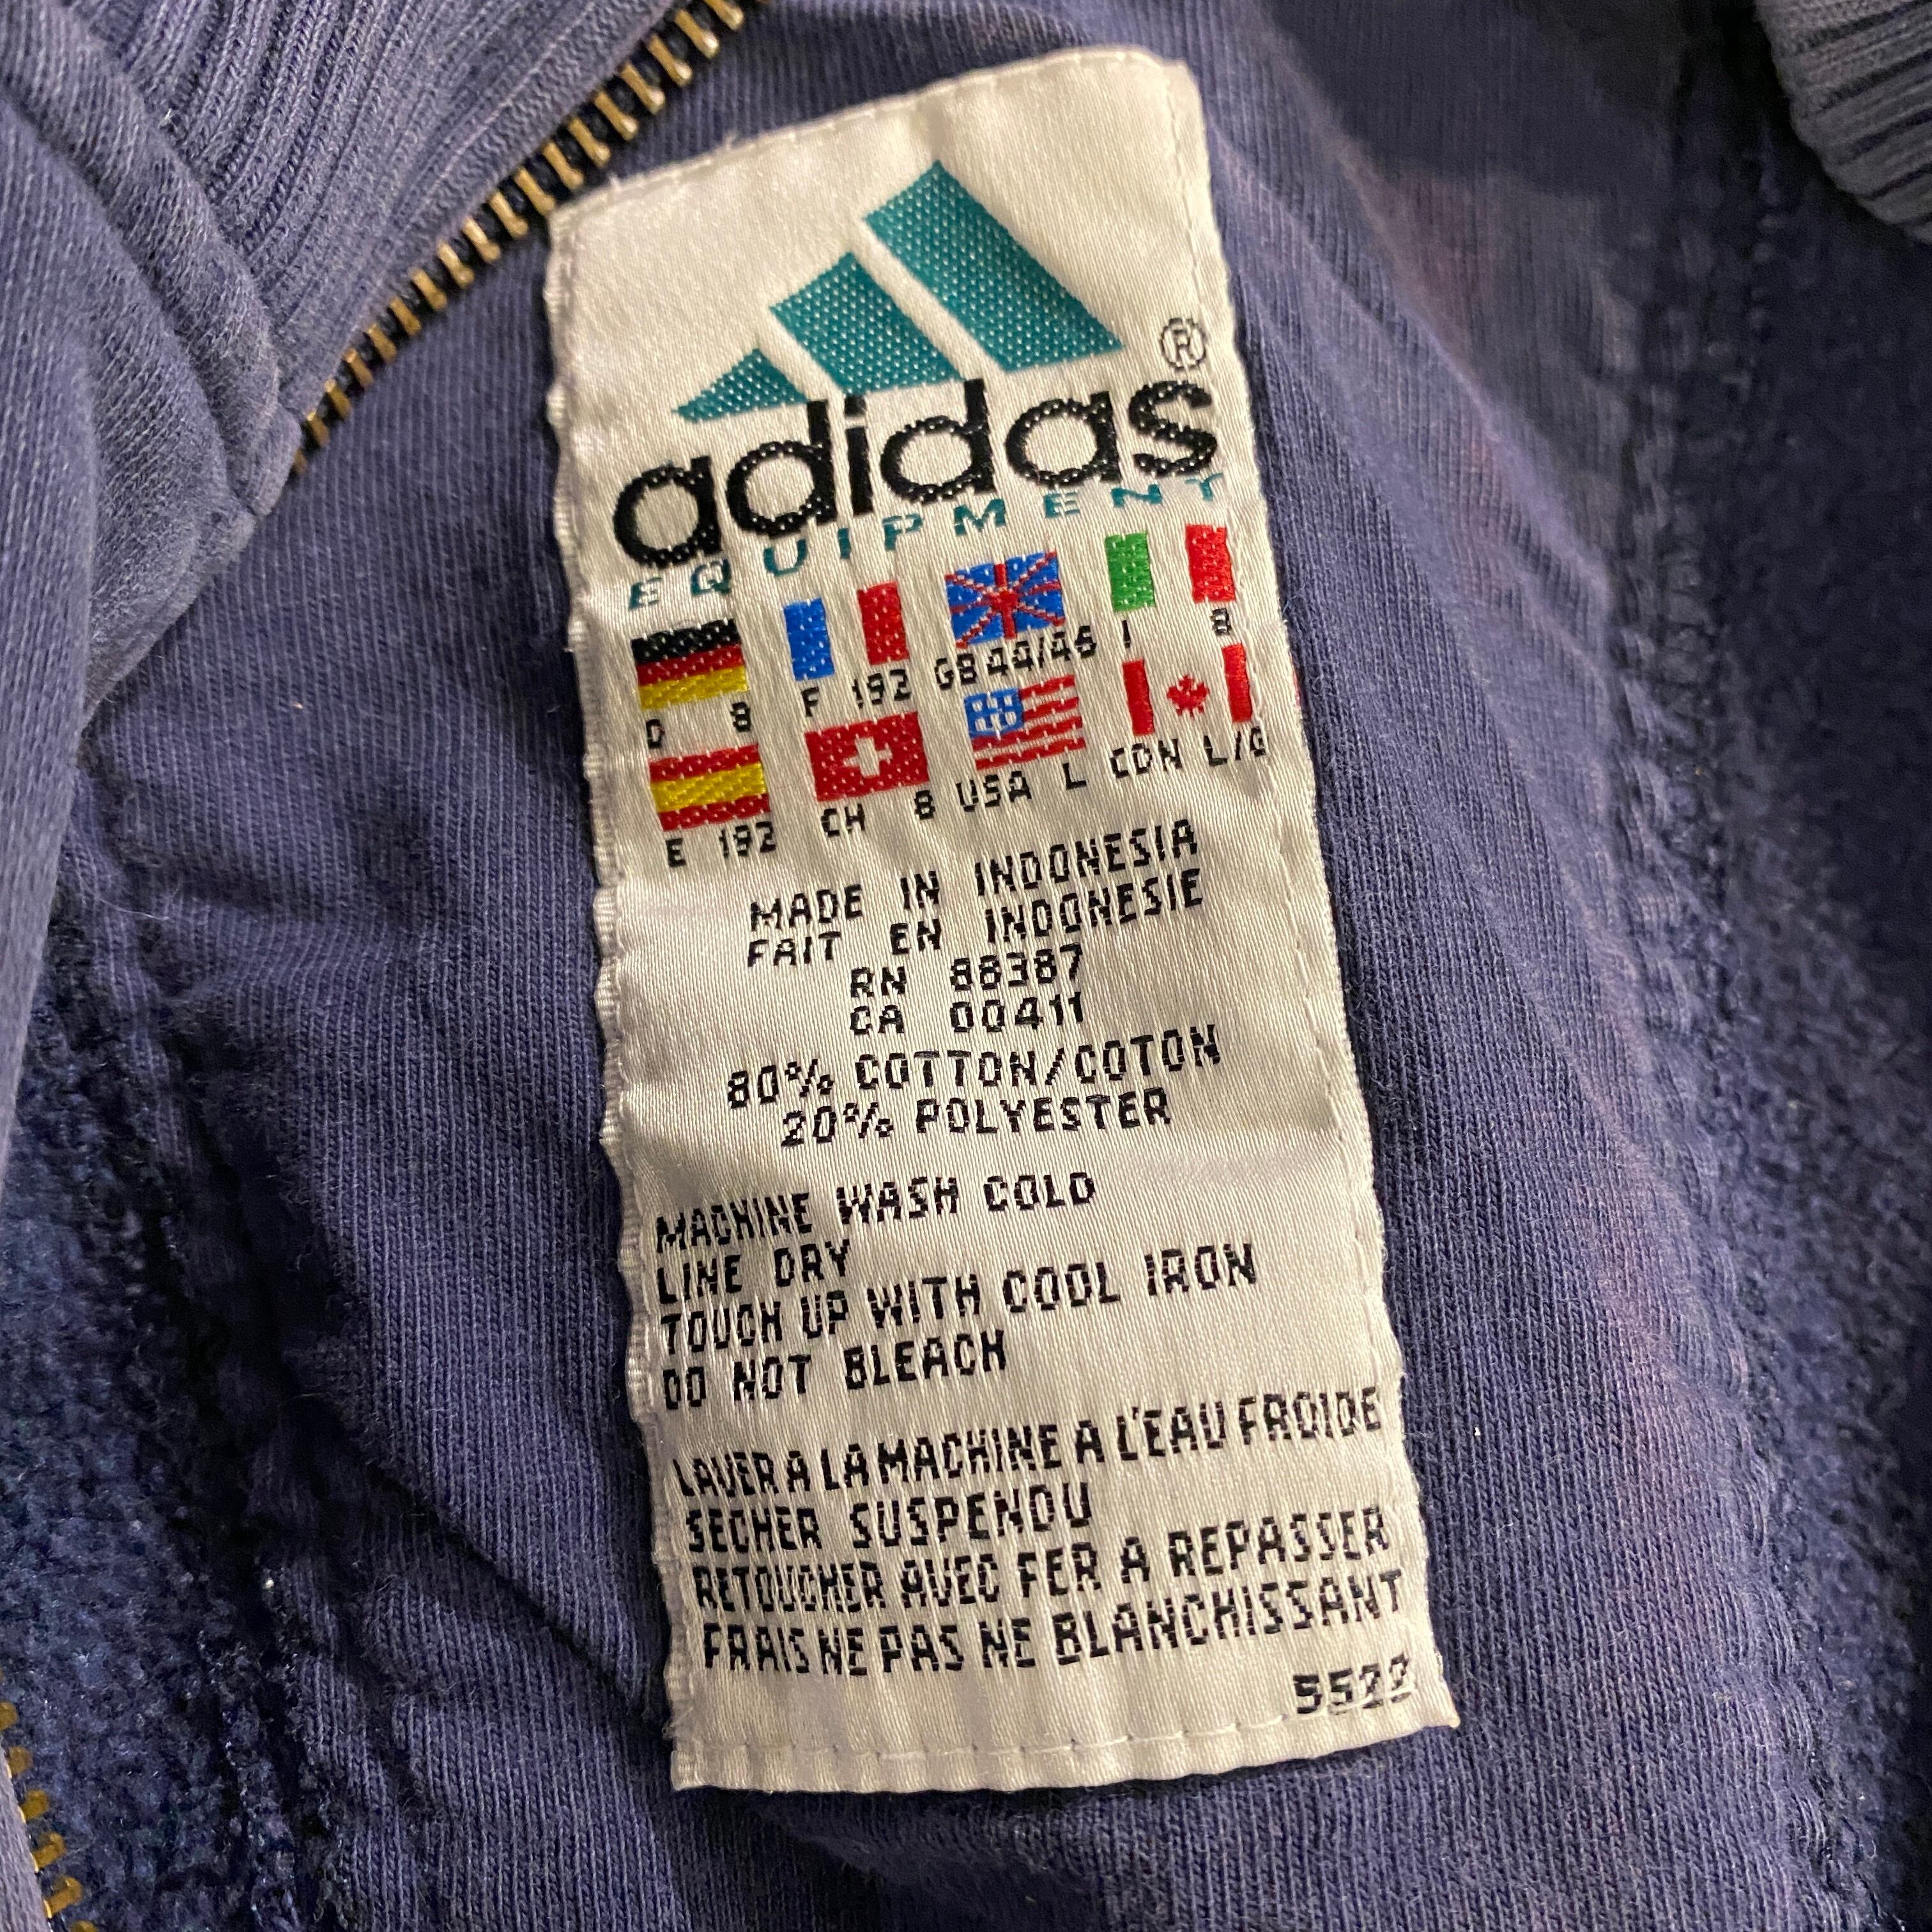 ®
adidas
EQUIPMENT
D 8 F 192 GB 44/46 I 8
E 192 CH 8 USA L CDN L/G
MADE IN INDONESIA
FAIT EN INDONESIE
RN 88387
CA 00411
80% COTTON/COTON
20% POLYESTER
MACHINE WASH COLD
LINE DRY
TOUCH UP WITH COOL IRON
DO NOT BLEACH
LAVER A LA MACHINE A L'EAU FROIDE
SECHER SUSPENDU
RETOUCHER AVEC FER A REPASSER
FRAIS NE PAS NE BLANCHISSANT
5522